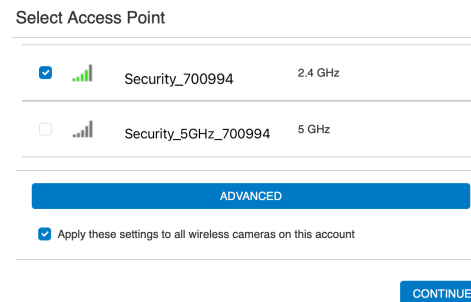 Select Access Point
Security_700994 2.4 GHz
Security_5GHz_700994 5 GHz
ADVANCED
Apply these settings to all wireless cameras on this account
CONTINUE